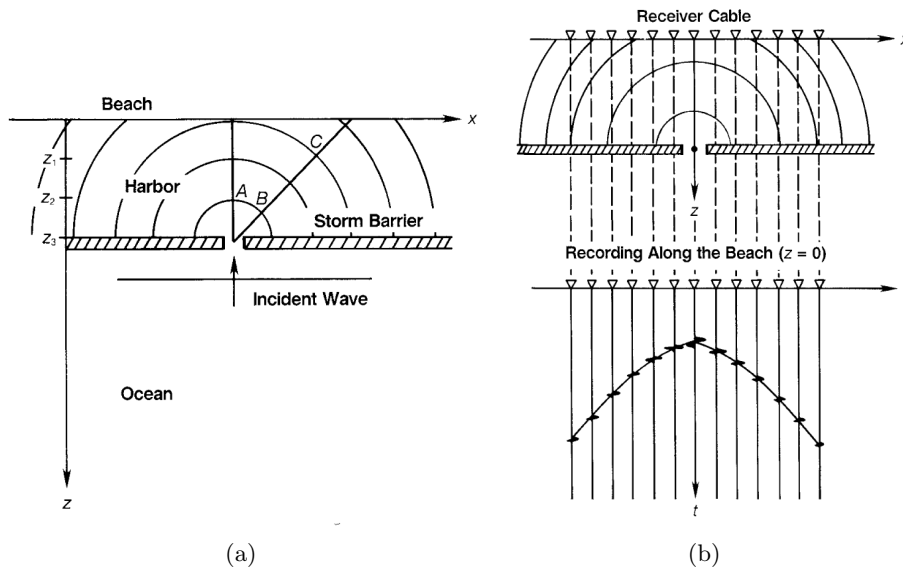 Beach
x
z₁
z₂
z₃
Harbor
A
B
C
Storm Barrier
Incident Wave
Ocean
z
(a)
Receiver Cable
z
Recording Along the Beach (z = 0)
t
(b)